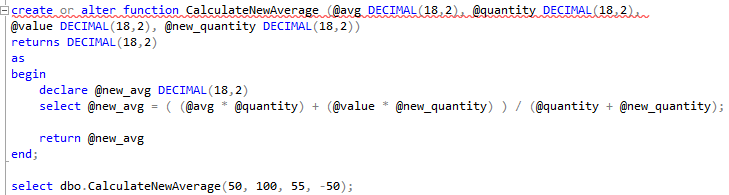 create or alter function CalculateNewAverage (@avg DECIMAL(18,2), @quantity DECIMAL(18,2),
@value DECIMAL(18,2), @new_quantity DECIMAL(18,2))
returns DECIMAL(18,2)
as
begin
    declare @new_avg DECIMAL(18,2)
    select @new_avg = ( (@avg * @quantity) + (@value * @new_quantity) ) / (@quantity + @new_quantity);
    return @new_avg
end;
select dbo.CalculateNewAverage(50, 100, 55, -50);